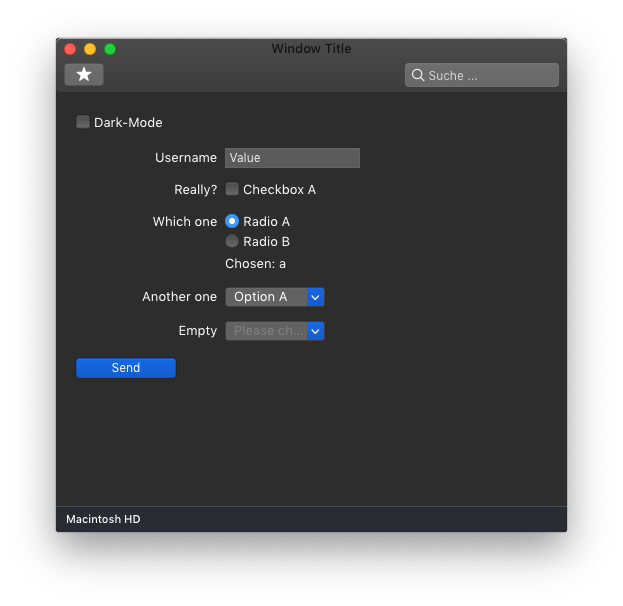 Window Title
Suche ...
Dark-Mode
Username Value
Really? Checkbox A
Which one Radio A
Radio B
Chosen: a
Another one Option A
Empty Please ch...
Send
Macintosh HD